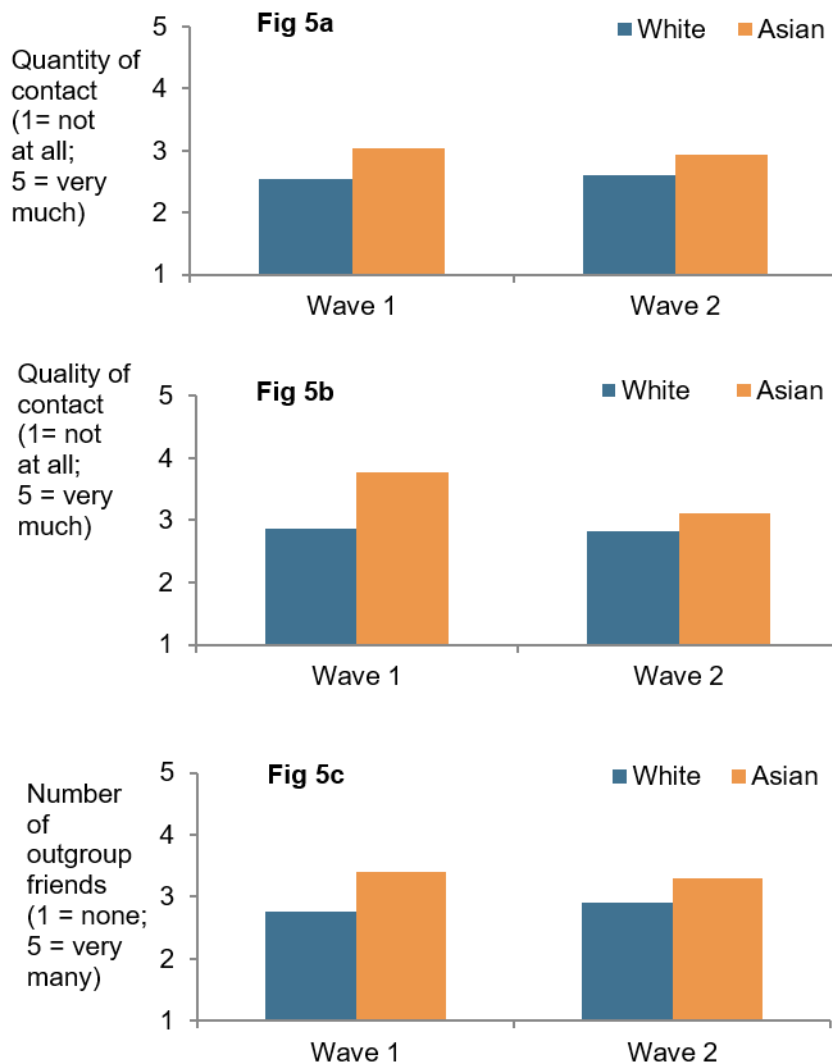 Fig 5a
White
Asian
Quantity of
contact
(1= not
at all;
5 = very
much)
5
4
3
2
1
Wave 1
Wave 2
Quality of
contact
(1= not
at all;
5 = very
much)
Fig 5b
White
Asian
5
4
3
2
1
Wave 1
Wave 2
Fig 5c
White
Asian
Number
of
outgroup
friends
(1 = none;
5 = very
many)
5
4
3
2
1
Wave 1
Wave 2